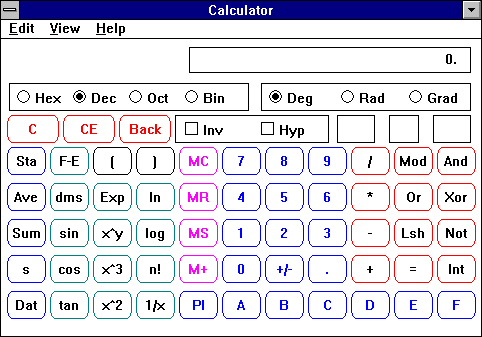 Calculator
Edit View Help
0.
Hex Dec Oct Bin Deg Rad Grad
C CE Back Inv Hyp
Sta F-E ( ) MC 7 8 9 / Mod And
Ave dms Exp ln MR 4 5 6 * Or Xor
Sum sin x^y log MS 1 2 3 - Lsh Not
s cos x^3 n! M+ 0 +/- . + = Int
Dat tan x^2 1/x PI A B C D E F